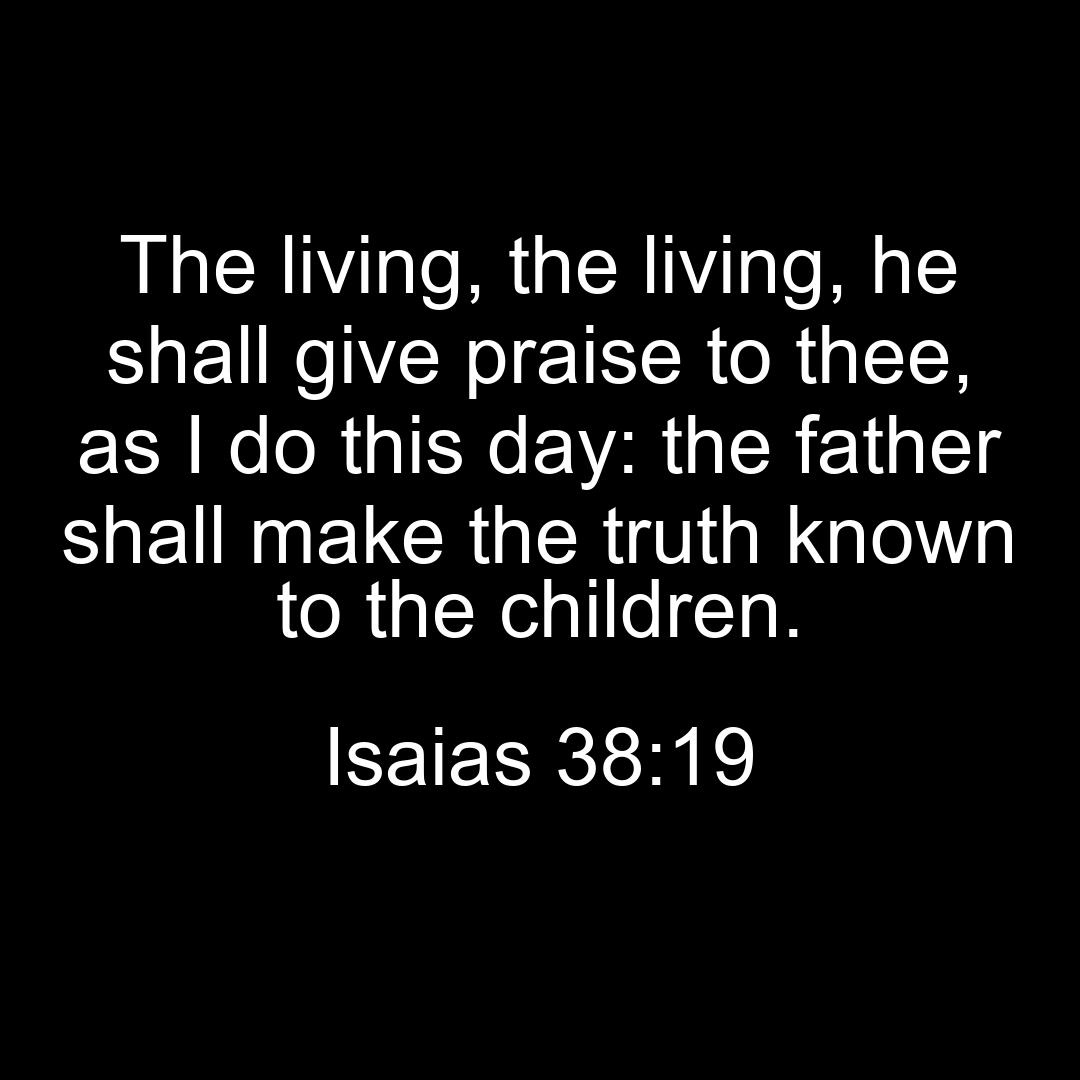 The living, the living, he
shall give praise to thee,
as I do this day: the father
shall make the truth known
to the children.
Isaias 38:19